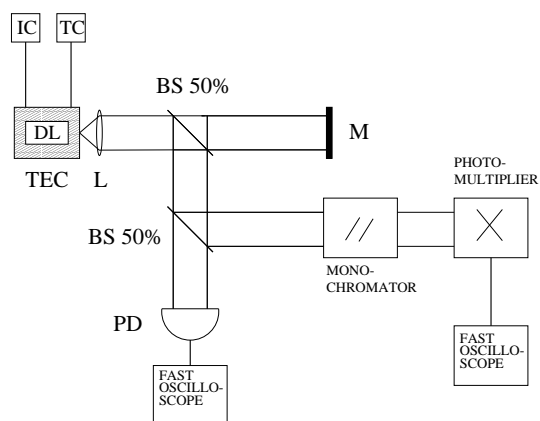 IC
TC
BS 50%
DL
M
TEC
L
PHOTO-
MULTIPLIER
BS 50%
MONO-
CHROMATOR
PD
FAST
OSCILLO-
SCOPE
FAST
OSCILLO-
SCOPE